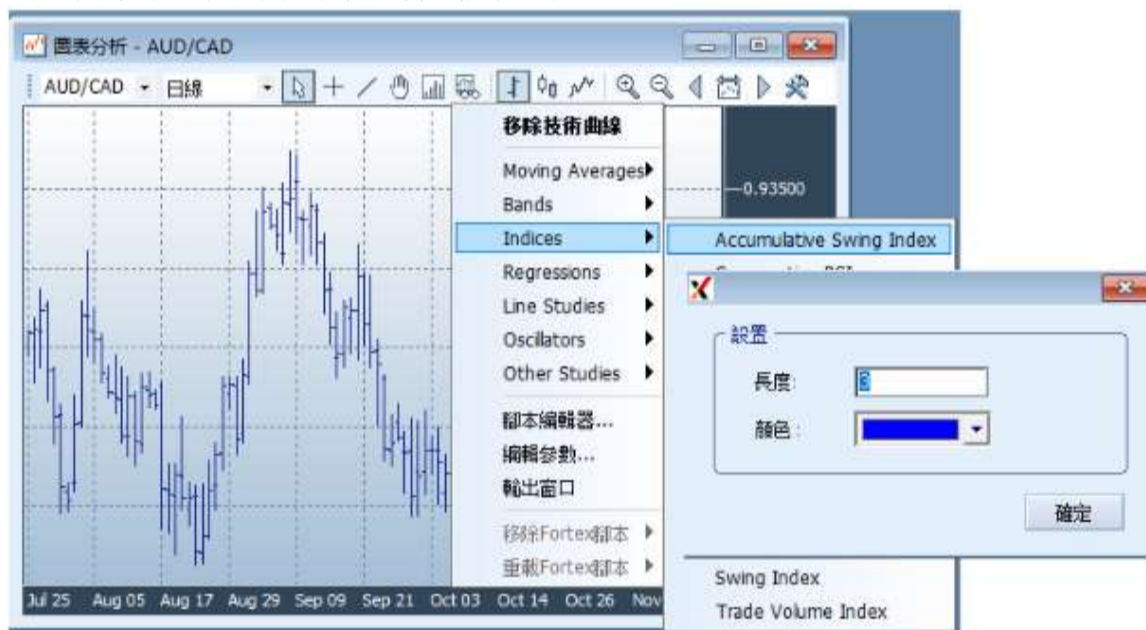 圖表分析 - AUD/CAD
AUD/CAD 日線
移除技術曲線
Moving Averages
0.93500
Bands
Indices
Accumulative Swing Index
Regressions
Line Studies
設置
Oscillators
長度: 3
Other Studies
顏色:
腳本編輯器...
編輯參數...
輸出窗口
確定
移除Fortex腳本
重載Fortex腳本
Swing Index
Jul 25 Aug 05 Aug 17 Aug 29 Sep 09 Sep 21 Oct 03 Oct 14 Oct 26 Nov
Trade Volume Index